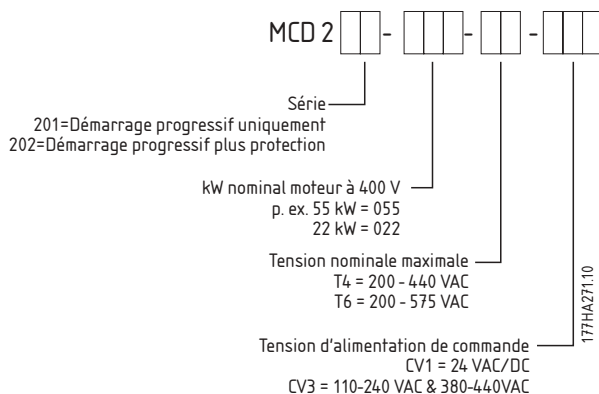 MCD 2 - - -
Série
201=Démarrage progressif uniquement
202=Démarrage progressif plus protection
kW nominal moteur à 400 V
p. ex. 55 kW = 055
22 kW = 022
Tension nominale maximale
T4 = 200 - 440 VAC
T6 = 200 - 575 VAC
177HA271.10
Tension d'alimentation de commande
CV1 = 24 VAC/DC
CV3 = 110-240 VAC & 380-440VAC